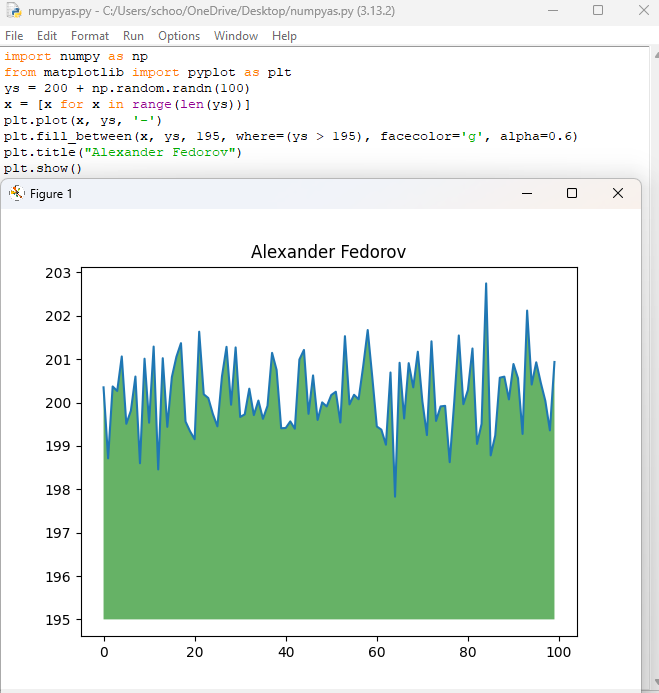 numpyas.py - C:/Users/schoo/OneDrive/Desktop/numpyas.py (3.13.2)
File Edit Format Run Options Window Help
import numpy as np
from matplotlib import pyplot as plt
ys = 200 + np.random.randn(100)
x = [x for x in range(len(ys))]
plt.plot(x, ys, '-')
plt.fill_between(x, ys, 195, where=(ys > 195), facecolor='g', alpha=0.6)
plt.title("Alexander Fedorov")
plt.show()
Figure 1
Alexander Fedorov
203
202
201
200
199
198
197
196
195
0 20 40 60 80 100